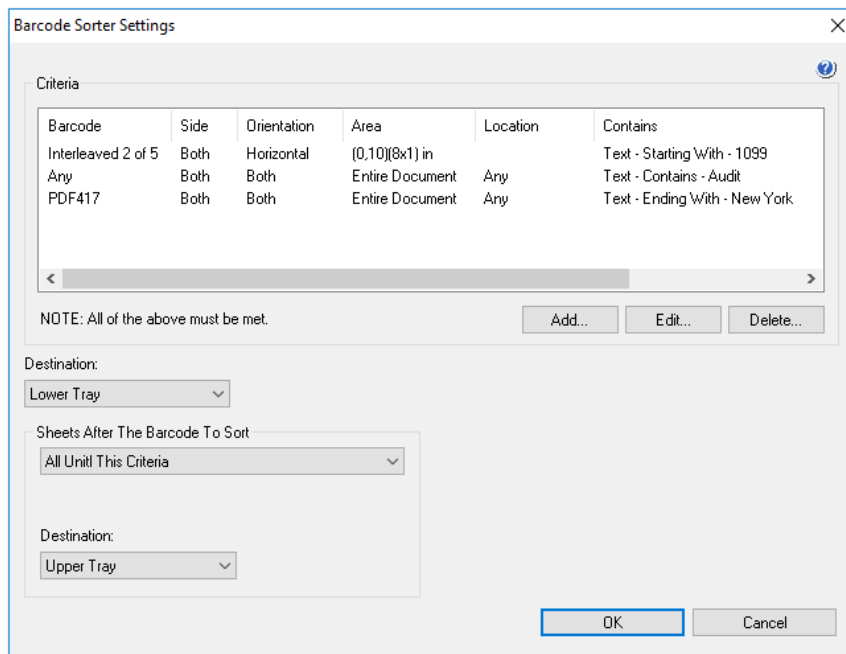 Barcode Sorter Settings
Criteria
Barcode Side Orientation Area Location Contains
Interleaved 2 of 5 Both Horizontal (0,10)(8x1) in Text - Starting With - 1099
Any Both Both Entire Document Any Text - Contains - Audit
PDF417 Both Both Entire Document Any Text - Ending With - New York
NOTE: All of the above must be met.
Add... Edit... Delete...
Destination:
Lower Tray
Sheets After The Barcode To Sort
All Unitl This Criteria
Destination:
Upper Tray
OK Cancel